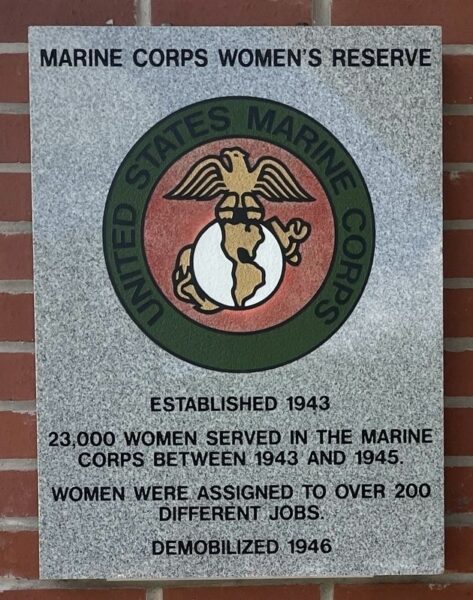 MARINE CORPS WOMEN'S RESERVE
UNITED STATES MARINE CORPS
ESTABLISHED 1943
23,000 WOMEN SERVED IN THE MARINE
CORPS BETWEEN 1943 AND 1945.
WOMEN WERE ASSIGNED TO OVER 200
DIFFERENT JOBS.
DEMOBILIZED 1946